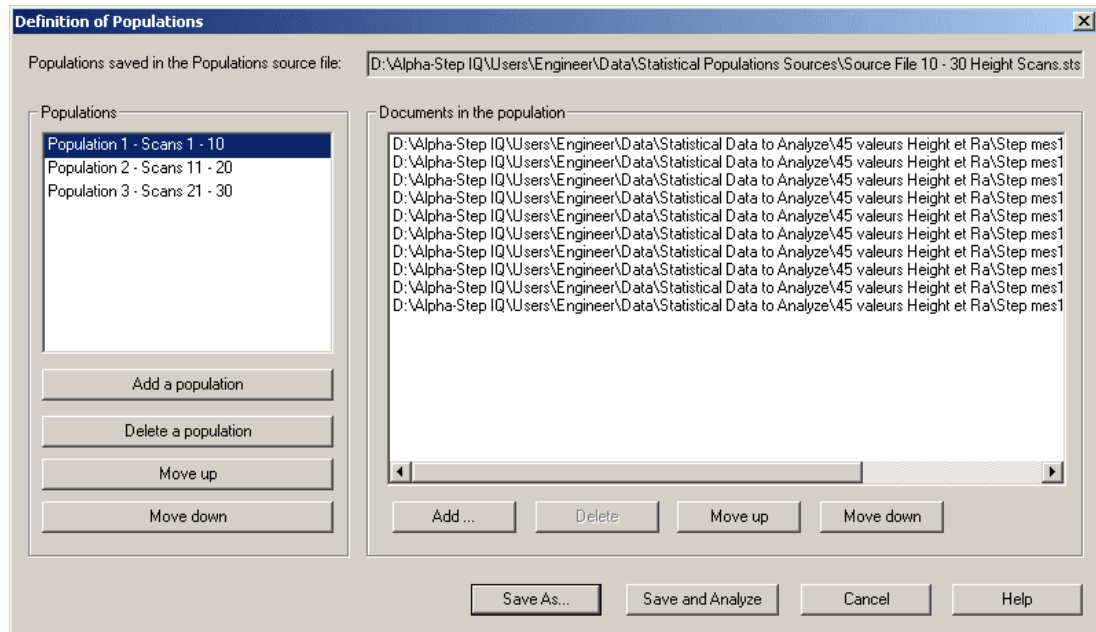 Definition of Populations
Populations saved in the Populations source file: D:\Alpha-Step IQ\Users\Engineer\Data\Statistical Populations Sources\Source File 10 - 30 Height Scans.sts
Populations
Population 1 - Scans 1 - 10
Population 2 - Scans 11 - 20
Population 3 - Scans 21 - 30
Add a population
Delete a population
Move up
Move down
Documents in the population
D:\Alpha-Step IQ\Users\Engineer\Data\Statistical Data to Analyze\45 valeurs Height et Ra\Step mes1
D:\Alpha-Step IQ\Users\Engineer\Data\Statistical Data to Analyze\45 valeurs Height et Ra\Step mes1
D:\Alpha-Step IQ\Users\Engineer\Data\Statistical Data to Analyze\45 valeurs Height et Ra\Step mes1
D:\Alpha-Step IQ\Users\Engineer\Data\Statistical Data to Analyze\45 valeurs Height et Ra\Step mes1
D:\Alpha-Step IQ\Users\Engineer\Data\Statistical Data to Analyze\45 valeurs Height et Ra\Step mes1
D:\Alpha-Step IQ\Users\Engineer\Data\Statistical Data to Analyze\45 valeurs Height et Ra\Step mes1
D:\Alpha-Step IQ\Users\Engineer\Data\Statistical Data to Analyze\45 valeurs Height et Ra\Step mes1
D:\Alpha-Step IQ\Users\Engineer\Data\Statistical Data to Analyze\45 valeurs Height et Ra\Step mes1
D:\Alpha-Step IQ\Users\Engineer\Data\Statistical Data to Analyze\45 valeurs Height et Ra\Step mes1
D:\Alpha-Step IQ\Users\Engineer\Data\Statistical Data to Analyze\45 valeurs Height et Ra\Step mes1
Add ... Delete Move up Move down
Save As... Save and Analyze Cancel Help